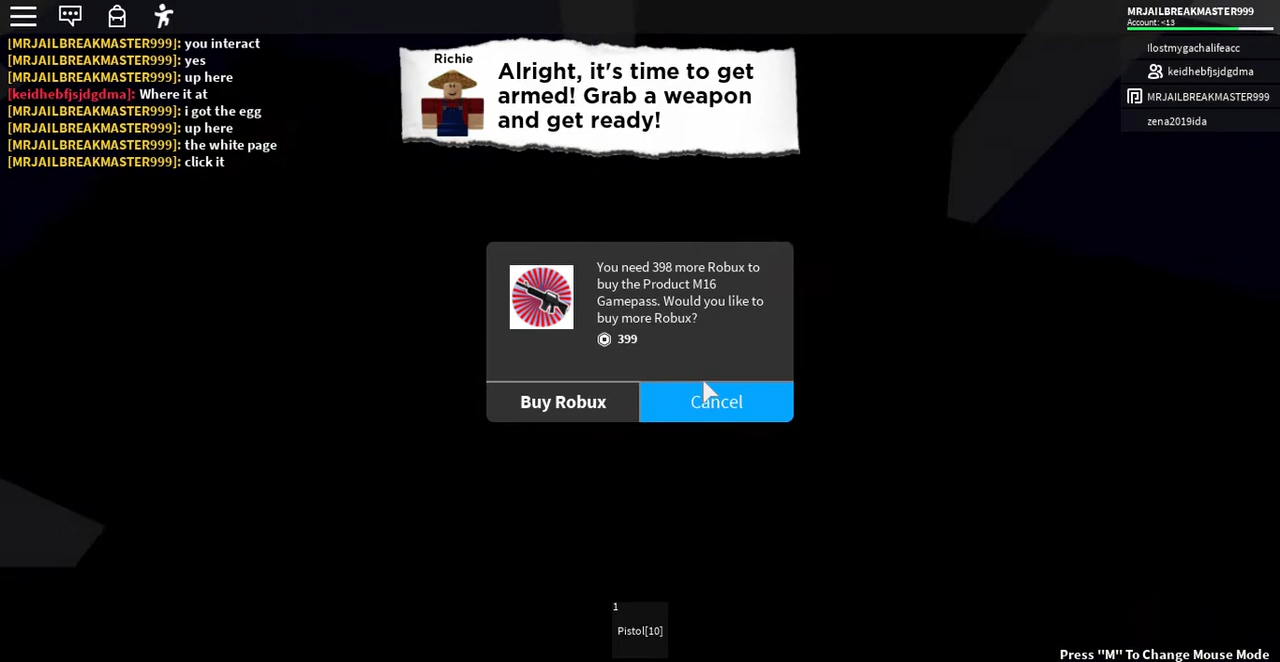 MRJAILBREAKMASTER999
Account: <13
[MRJAILBREAKMASTER999]: you interact
[MRJAILBREAKMASTER999]: yes
[MRJAILBREAKMASTER999]: up here
[keidhebfjsjdgdma]: Where it at
[MRJAILBREAKMASTER999]: i got the egg
[MRJAILBREAKMASTER999]: up here
[MRJAILBREAKMASTER999]: the white page
[MRJAILBREAKMASTER999]: click it
Richie
Alright, it's time to get
armed! Grab a weapon
and get ready!
Ilostmygachalifeacc
keidhebfjsjdgdma
MRJAILBREAKMASTER999
zena2019ida
You need 398 more Robux to
buy the Product M16
Gamepass. Would you like to
buy more Robux?
399
Buy Robux
Cancel
1
Pistol[10]
Press "M" To Change Mouse Mode